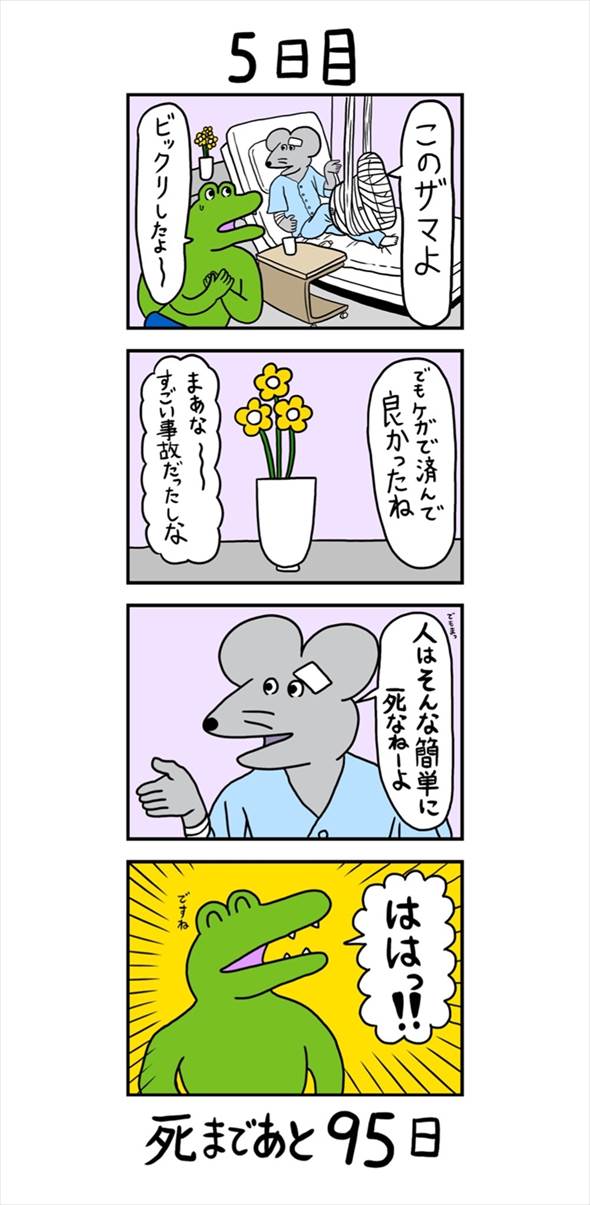 5日目
このザマよ
ビックリしたよ〜
でもケガで済んで
良かったね
まぁな〜
すごい事故だったしな
でもまっ
人はそんな簡単に
死なねーよ
ははっ!!
ですね
死まであと95日